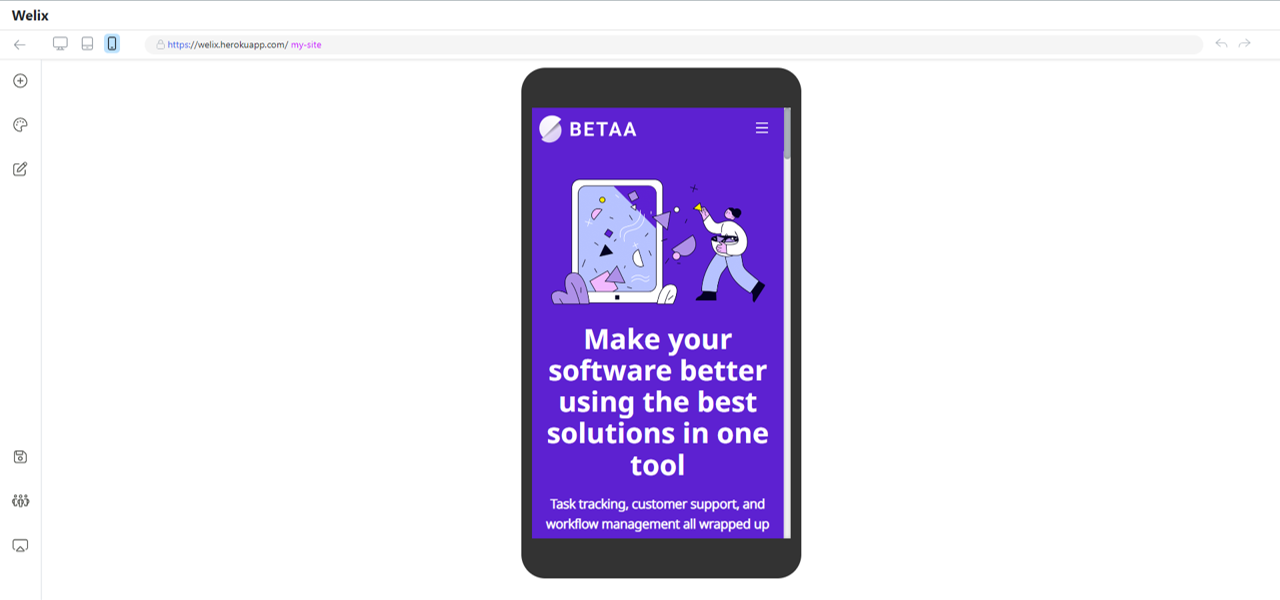 Welix
https://welix.herokuapp.com/ my-site
BETAA
Make your
software better
using the best
solutions in one
tool
Task tracking, customer support, and
workflow management all wrapped up